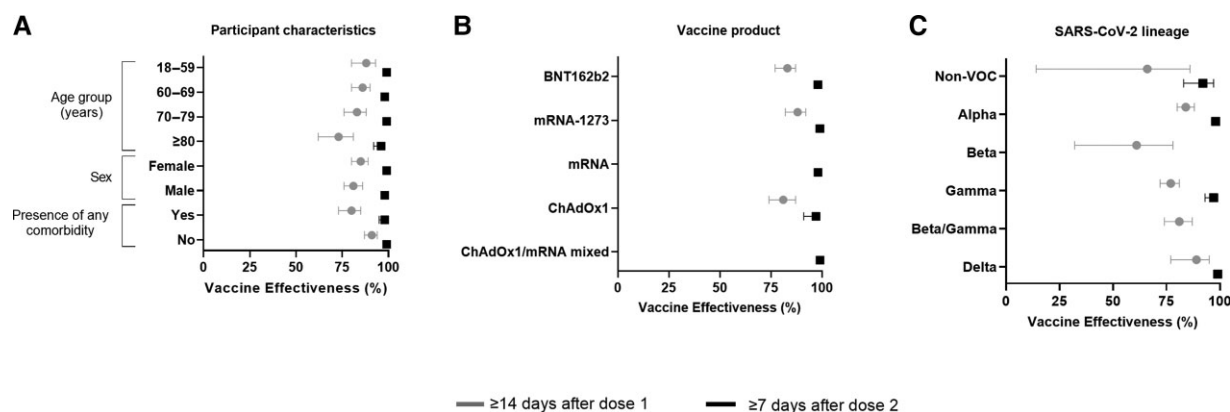 A
Participant characteristics
Age group
(years)
18–59
60–69
70–79
≥80
Sex
Female
Male
Presence of any
comorbidity
Yes
No
0 25 50 75 100
Vaccine Effectiveness (%)
B
Vaccine product
BNT162b2
mRNA-1273
mRNA
ChAdOx1
ChAdOx1/mRNA mixed
0 25 50 75 100
Vaccine Effectiveness (%)
C
SARS-CoV-2 lineage
Non-VOC
Alpha
Beta
Gamma
Beta/Gamma
Delta
0 25 50 75 100
Vaccine Effectiveness (%)
≥14 days after dose 1 ≥7 days after dose 2